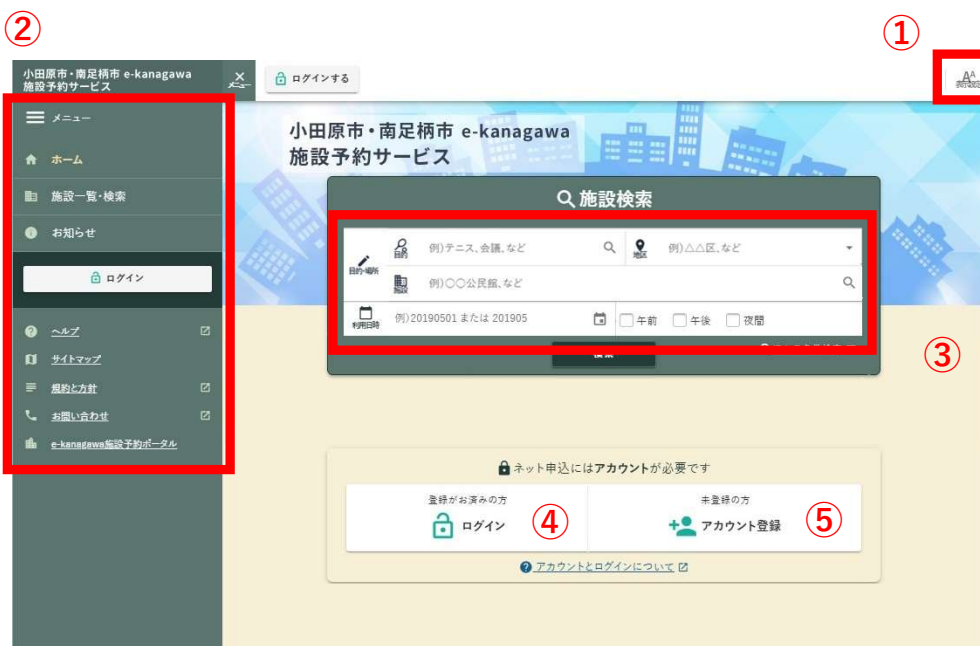 ②
①
小田原市・南足柄市 e-kanagawa
施設予約サービス
メニュー
ログインする
表示設定
メニュー
ホーム
施設一覧・検索
お知らせ
ログイン
ヘルプ
サイトマップ
規約と方針
お問い合わせ
e-kanagawa施設予約ポータル
小田原市・南足柄市 e-kanagawa
施設予約サービス
施設検索
目的・場所
目的
例)テニス、会議、など
地区
例)△△区、など
施設
例)○○公民館、など
利用日時
例)20190501 または 201905
午前
午後
夜間
検索
③
ネット申込にはアカウントが必要です
登録がお済みの方
ログイン
④
未登録の方
アカウント登録
⑤
アカウントとログインについて